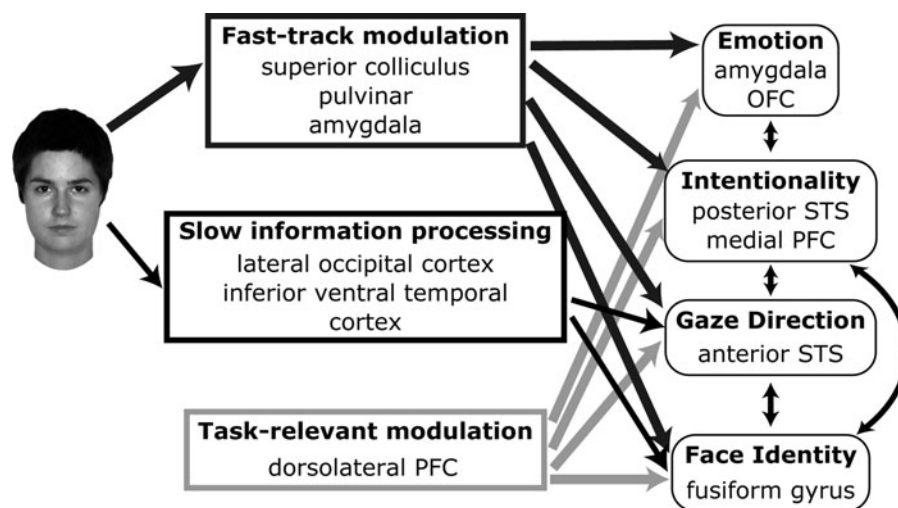 Fast-track modulation
superior colliculus
pulvinar
amygdala
Slow information processing
lateral occipital cortex
inferior ventral temporal
cortex
Task-relevant modulation
dorsolateral PFC
Emotion
amygdala
OFC
Intentionality
posterior STS
medial PFC
Gaze Direction
anterior STS
Face Identity
fusiform gyrus